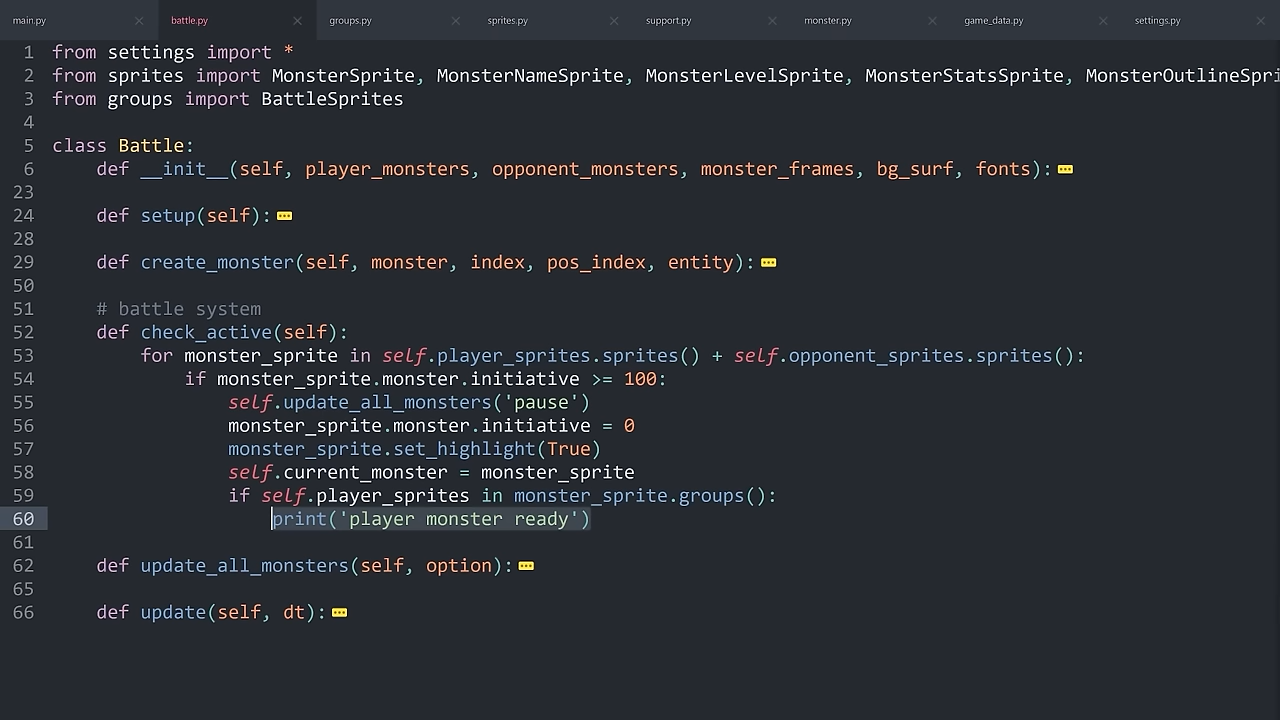 main.py battle.py groups.py sprites.py support.py monster.py game_data.py settings.py
1 from settings import *
2 from sprites import MonsterSprite, MonsterNameSprite, MonsterLevelSprite, MonsterStatsSprite, MonsterOutlineSpri
3 from groups import BattleSprites
4
5 class Battle:
6 def __init__(self, player_monsters, opponent_monsters, monster_frames, bg_surf, fonts):
23
24 def setup(self):
28
29 def create_monster(self, monster, index, pos_index, entity):
50
51 # battle system
52 def check_active(self):
53 for monster_sprite in self.player_sprites.sprites() + self.opponent_sprites.sprites():
54 if monster_sprite.monster.initiative >= 100:
55 self.update_all_monsters('pause')
56 monster_sprite.monster.initiative = 0
57 monster_sprite.set_highlight(True)
58 self.current_monster = monster_sprite
59 if self.player_sprites in monster_sprite.groups():
60 print('player monster ready')
61
62 def update_all_monsters(self, option):
65
66 def update(self, dt):